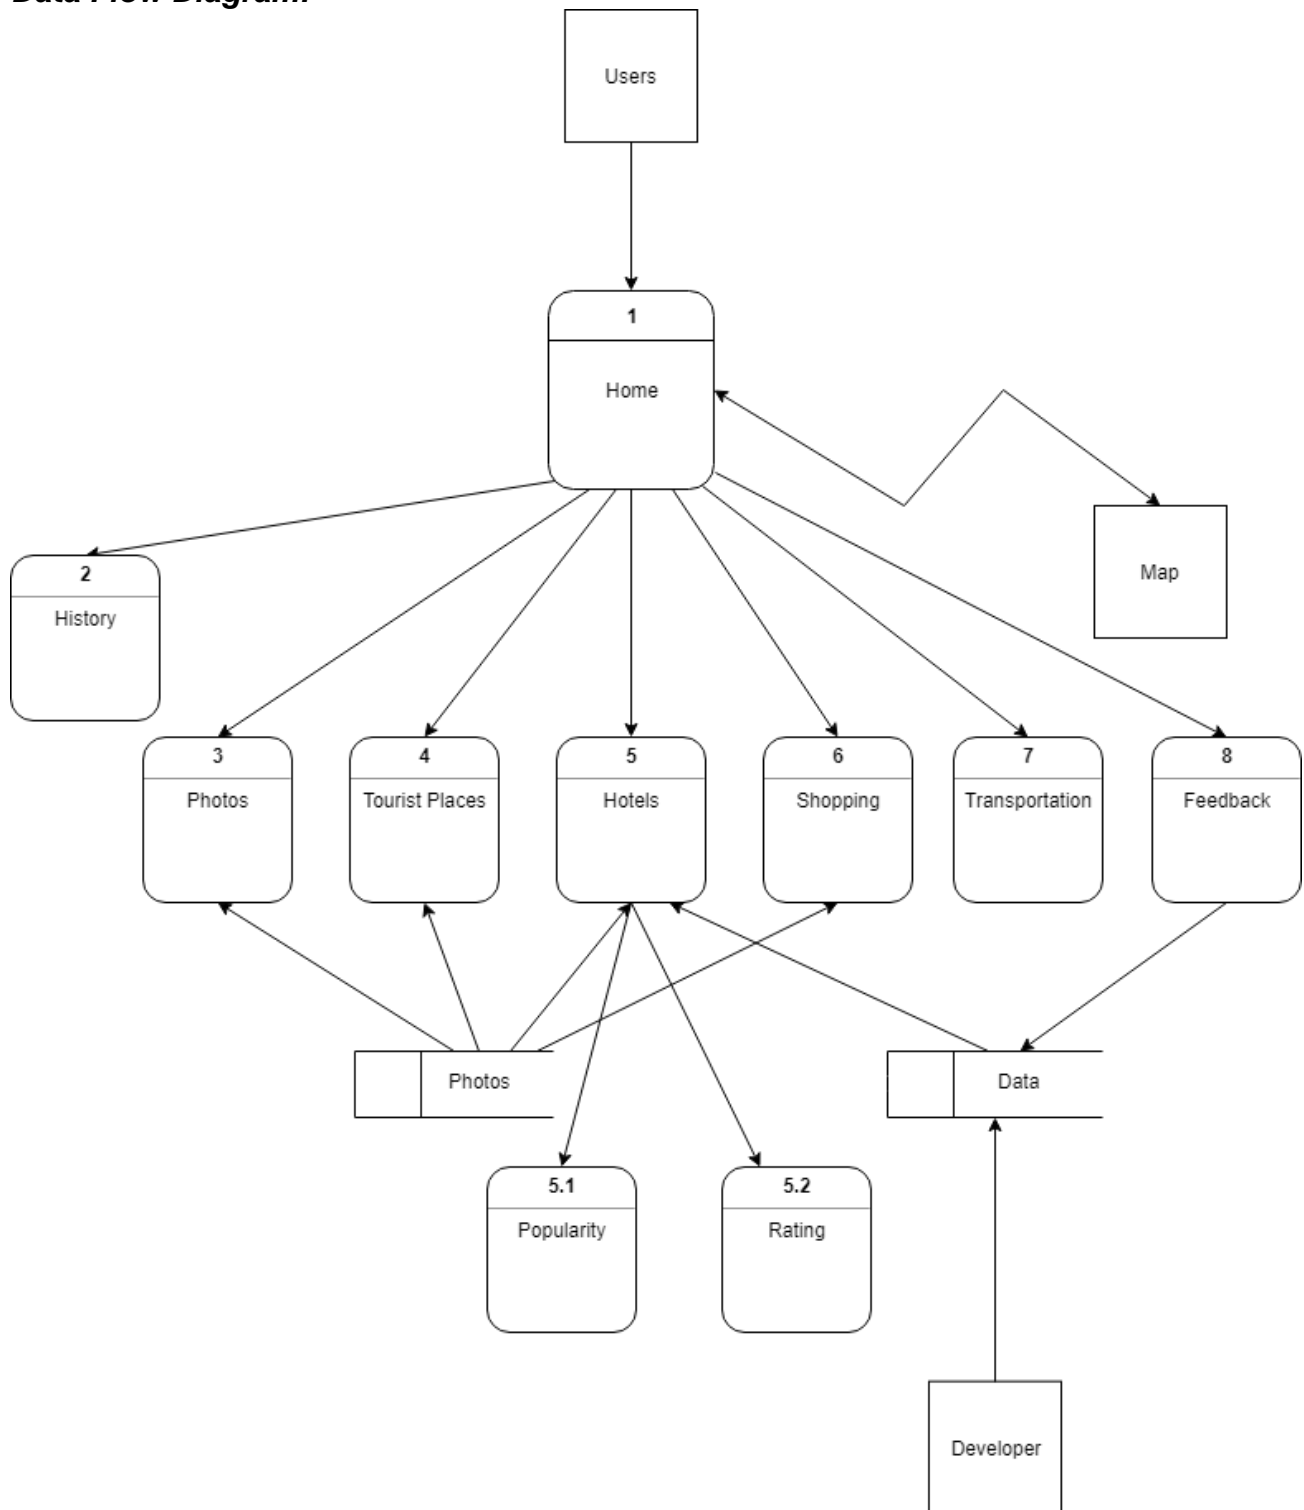 Data Flow Diagram:
Users
1
Home
Map
2
History
3
Photos
4
Tourist Places
5
Hotels
6
Shopping
7
Transportation
8
Feedback
Photos
Data
5.1
Popularity
5.2
Rating
Developer